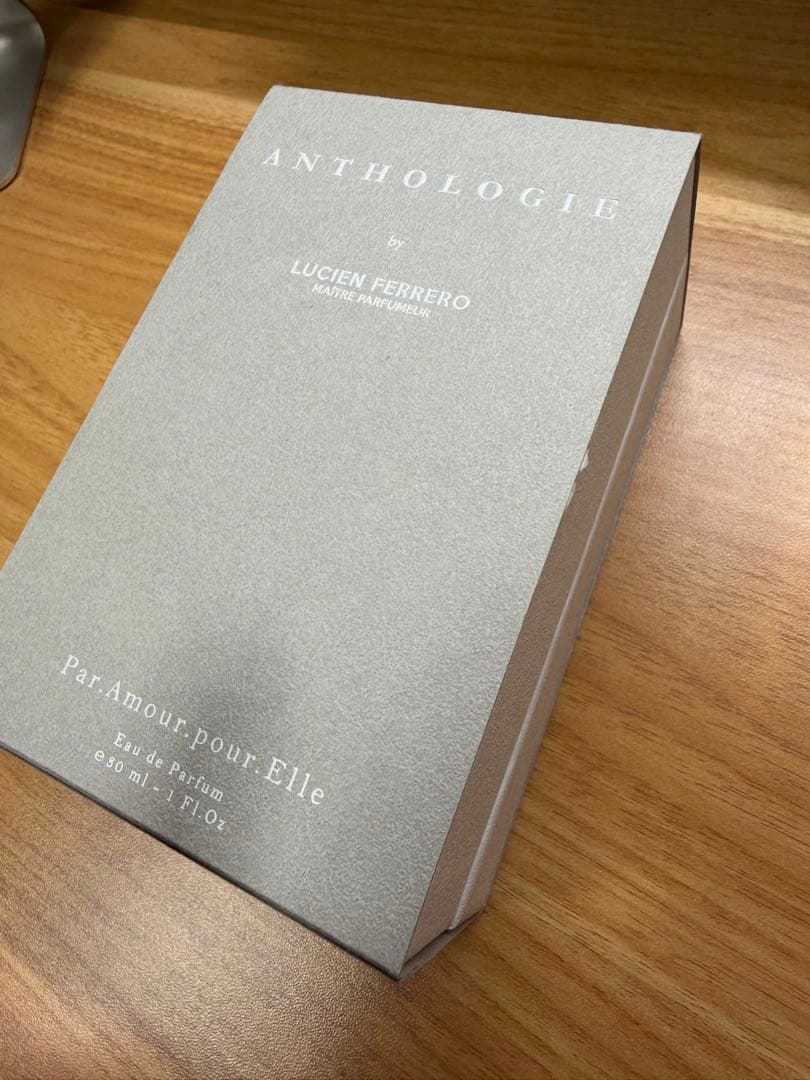 ANTHOLOGIE
by
LUCIEN FERRERO
MAÎTRE PARFUMEUR
Par.Amour.pour.Elle
Eau de Parfum
℮30 ml - 1 Fl.Oz